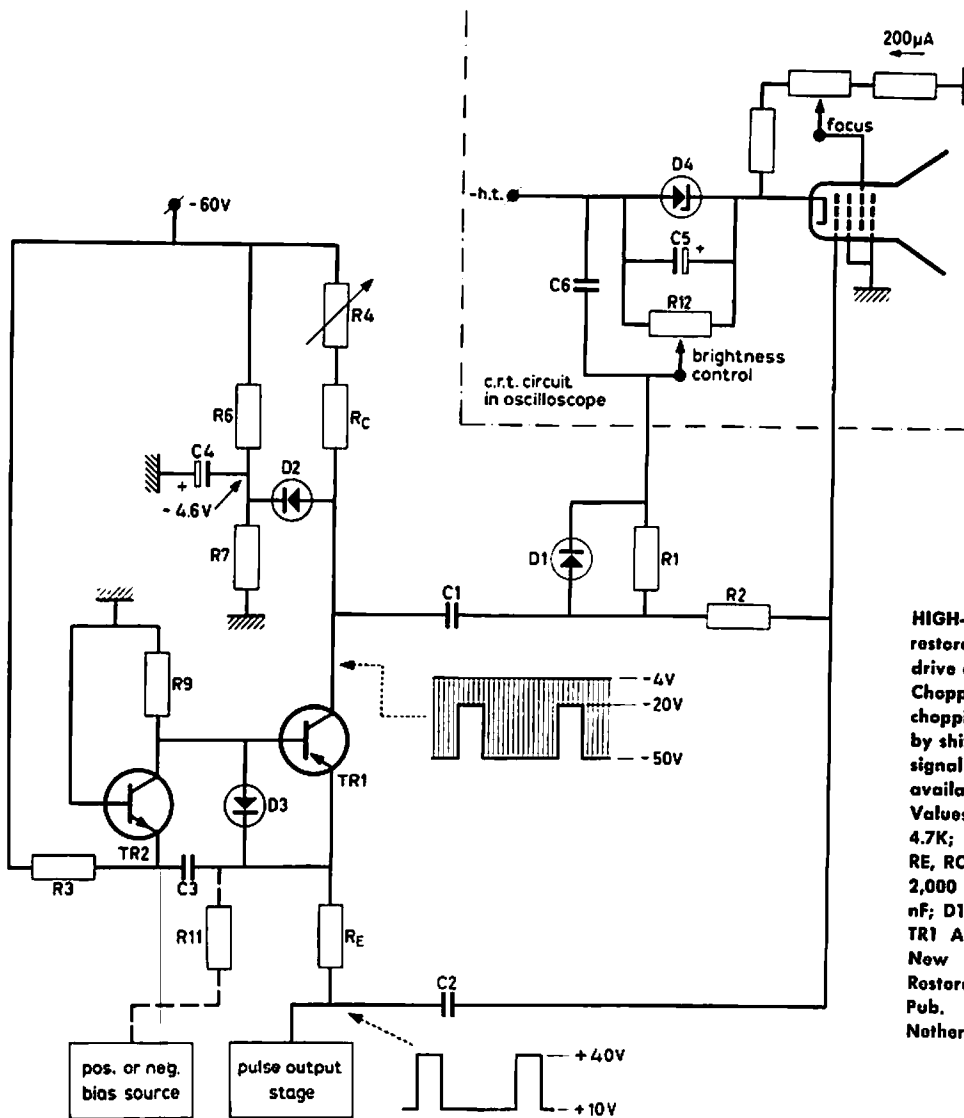 200μA
focus
D4
-h.t.
-60V
C5 +
C6
R12
R4
brightness
control
c.r.t. circuit
in oscilloscope
R6
RC
C4
D2
+
-4.6V
R7
D1
R1
R2
C1
R9
-4V
-20V
-50V
TR1
D3
TR2
R3
C3
R11
RE
C2
pos. or neg.
bias source
pulse output
stage
+40V
+10V
HIGH-
restore
drive
Chopp
choppi
by shi
signal
availa
Values
4.7K;
RE, RC
2,000
nF; D1
TR1 A
New
Restor
Pub.
Nether